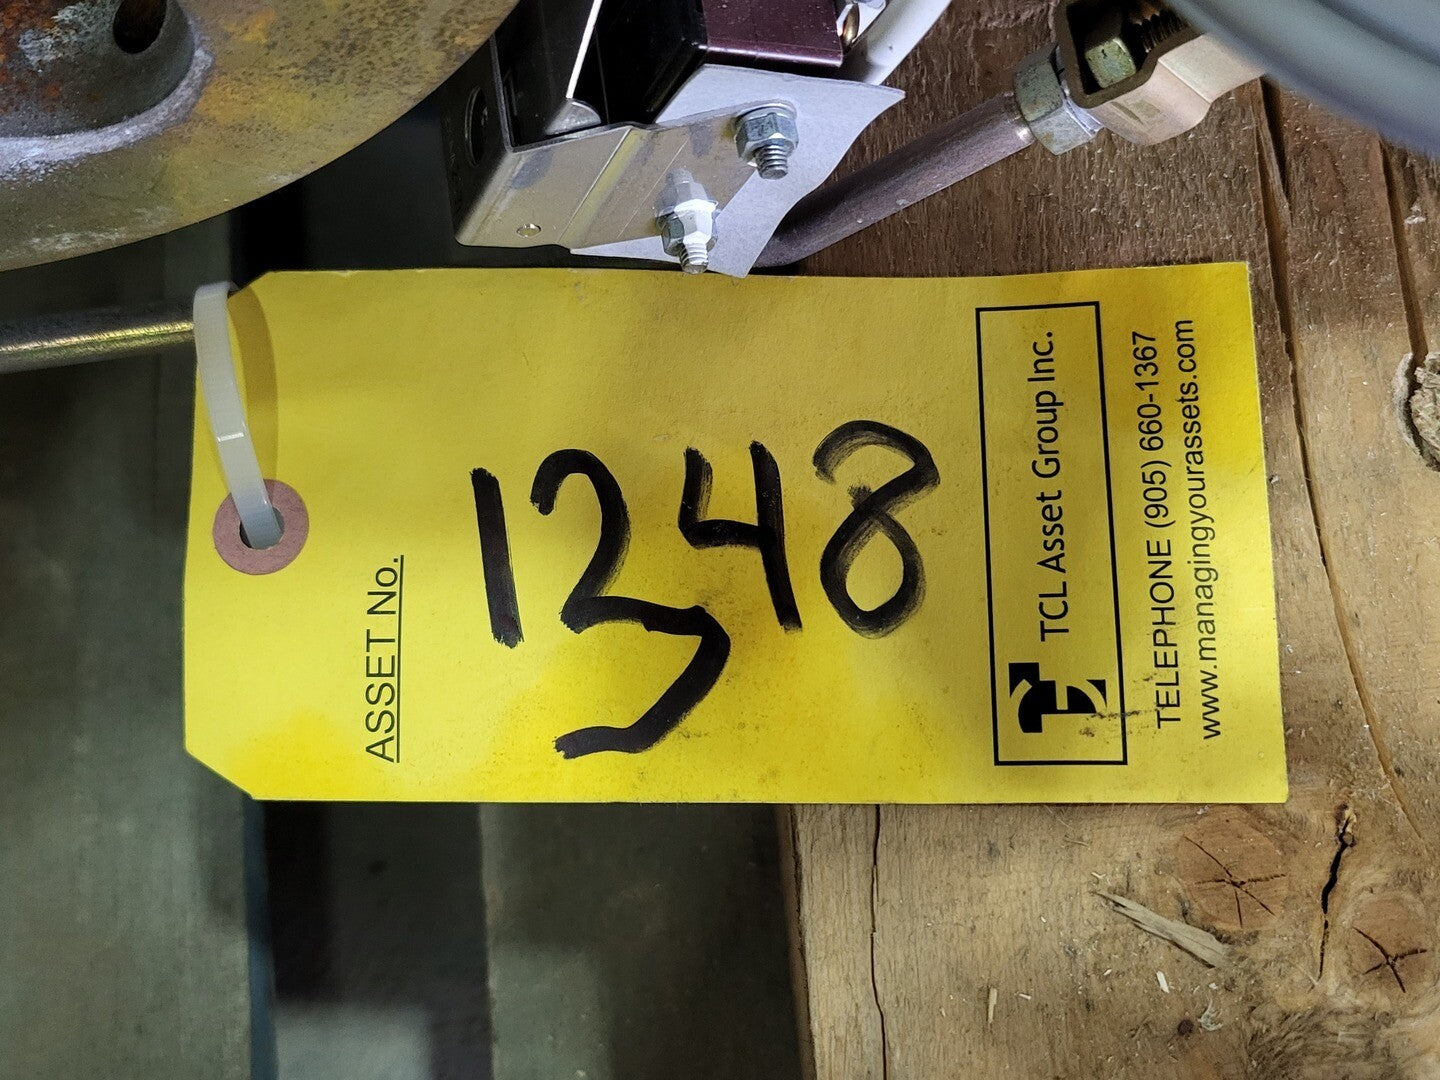 ASSET No.
1348
TCL Asset Group Inc.
TELEPHONE (905) 660-1367
www.managingyourassets.com